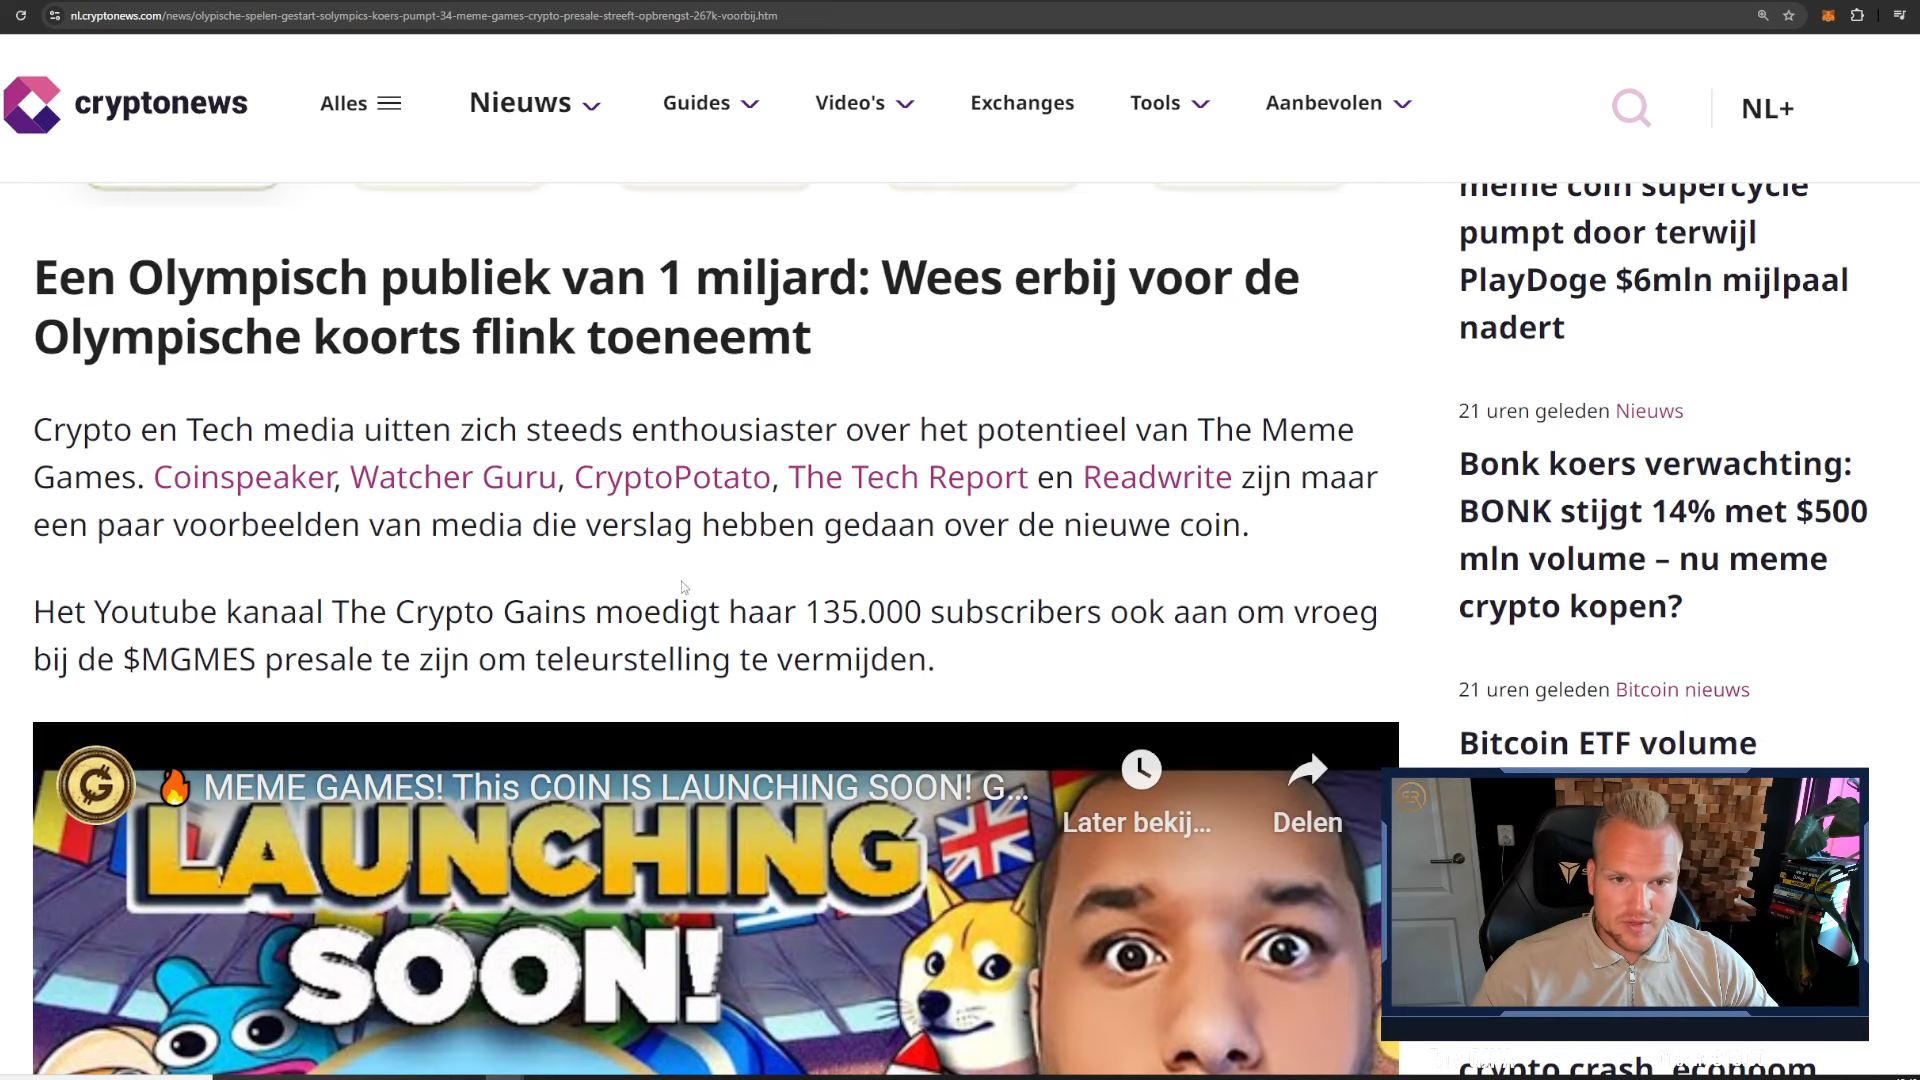 nl.cryptonews.com/news/olypische-spelen-gestart-solympics-koers-pumpt-34-meme-games-crypto-presale-streeft-opbrengst-267k-voorbij.htm
cryptonews
Alles
Nieuws
Guides
Video's
Exchanges
Tools
Aanbevolen
NL+
Een Olympisch publiek van 1 miljard: Wees erbij voor de
Olympische koorts flink toeneemt
Crypto en Tech media uitten zich steeds enthousiaster over het potentieel van The Meme
Games. Coinspeaker, Watcher Guru, CryptoPotato, The Tech Report en Readwrite zijn maar
een paar voorbeelden van media die verslag hebben gedaan over de nieuwe coin.
Het Youtube kanaal The Crypto Gains moedigt haar 135.000 subscribers ook aan om vroeg
bij de $MGMES presale te zijn om teleurstelling te vermijden.
🔥 MEME GAMES! This COIN IS LAUNCHING SOON! G...
Later bekij...
Delen
LAUNCHING
SOON!
meme coin supercycle
pumpt door terwijl
PlayDoge $6mln mijlpaal
nadert
21 uren geleden Nieuws
Bonk koers verwachting:
BONK stijgt 14% met $500
mln volume – nu meme
crypto kopen?
21 uren geleden Bitcoin nieuws
Bitcoin ETF volume
crypto crash, econoom